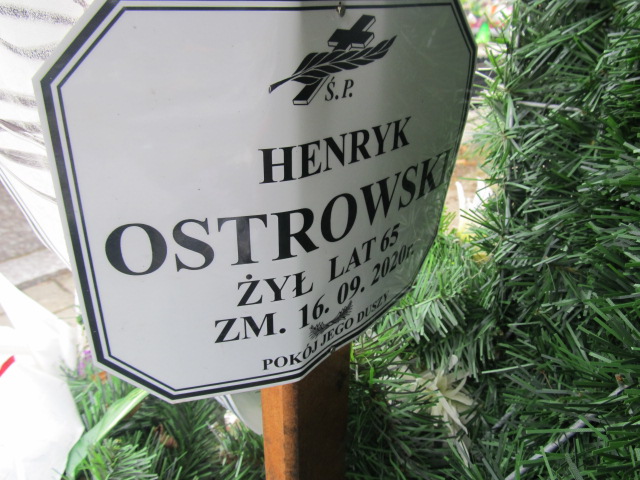 Ś.P.
HENRYK
OSTROWSKI
ŻYŁ LAT 65
ZM. 16. 09. 2020r.
POKÓJ JEGO DUSZY